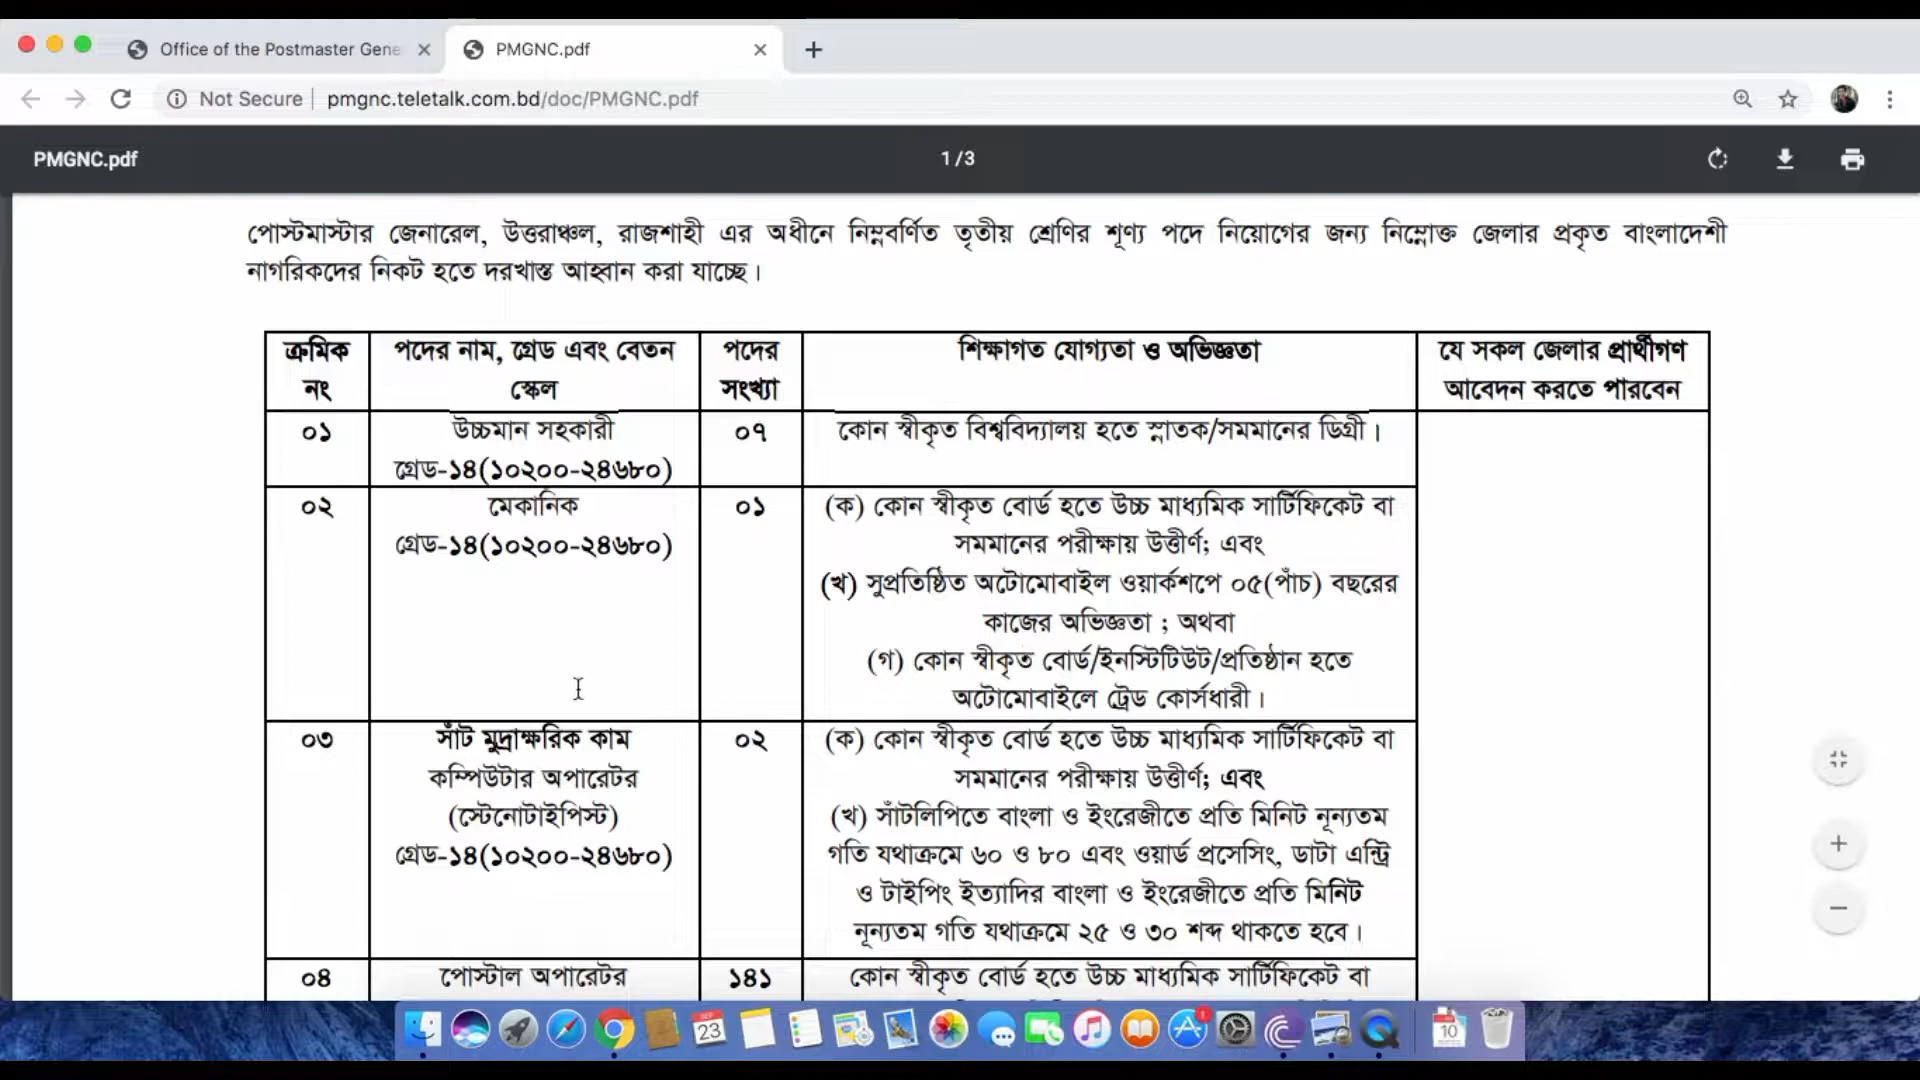 Office of the Postmaster Gene
PMGNC.pdf
Not Secure
pmgnc.teletalk.com.bd/doc/PMGNC.pdf
PMGNC.pdf
1/3
পোস্টমাস্টার জেনারেল, উত্তরাঞ্চল, রাজশাহী এর অধীনে নিম্নবর্ণিত তৃতীয় শ্রেণির শূণ্য পদে নিয়োগের জন্য নিম্নোক্ত জেলার প্রকৃত বাংলাদেশী
নাগরিকদের নিকট হতে দরখাস্ত আহ্বান করা যাচ্ছে।
ক্রমিক নং
পদের নাম, গ্রেড এবং বেতন স্কেল
পদের সংখ্যা
শিক্ষাগত যোগ্যতা ও অভিজ্ঞতা
যে সকল জেলার প্রার্থীগণ আবেদন করতে পারবেন
০১
উচ্চমান সহকারী
গ্রেড-১৪(১০২০০-২৪৬৮০)
০৭
কোন স্বীকৃত বিশ্ববিদ্যালয় হতে স্নাতক/সমমানের ডিগ্রী।
০২
মেকানিক
গ্রেড-১৪(১০২০০-২৪৬৮০)
০১
(ক) কোন স্বীকৃত বোর্ড হতে উচ্চ মাধ্যমিক সার্টিফিকেট বা
সমমানের পরীক্ষায় উত্তীর্ণ; এবং
(খ) সুপ্রতিষ্ঠিত অটোমোবাইল ওয়ার্কশপে ০৫(পাঁচ) বছরের
কাজের অভিজ্ঞতা ; অথবা
(গ) কোন স্বীকৃত বোর্ড/ইনস্টিটিউট/প্রতিষ্ঠান হতে
অটোমোবাইলে ট্রেড কোর্সধারী।
০৩
সাঁট মুদ্রাক্ষরিক কাম
কম্পিউটার অপারেটর
(স্টেনোটাইপিস্ট)
গ্রেড-১৪(১০২০০-২৪৬৮০)
০২
(ক) কোন স্বীকৃত বোর্ড হতে উচ্চ মাধ্যমিক সার্টিফিকেট বা
সমমানের পরীক্ষায় উত্তীর্ণ; এবং
(খ) সাঁটলিপিতে বাংলা ও ইংরেজীতে প্রতি মিনিট নূন্যতম
গতি যথাক্রমে ৬০ ও ৮০ এবং ওয়ার্ড প্রসেসিং, ডাটা এন্ট্রি
ও টাইপিং ইত্যাদির বাংলা ও ইংরেজীতে প্রতি মিনিট
নূন্যতম গতি যথাক্রমে ২৫ ও ৩০ শব্দ থাকতে হবে।
০৪
পোস্টাল অপারেটর
১৪১
কোন স্বীকৃত বোর্ড হতে উচ্চ মাধ্যমিক সার্টিফিকেট বা
SEP
23
1
10